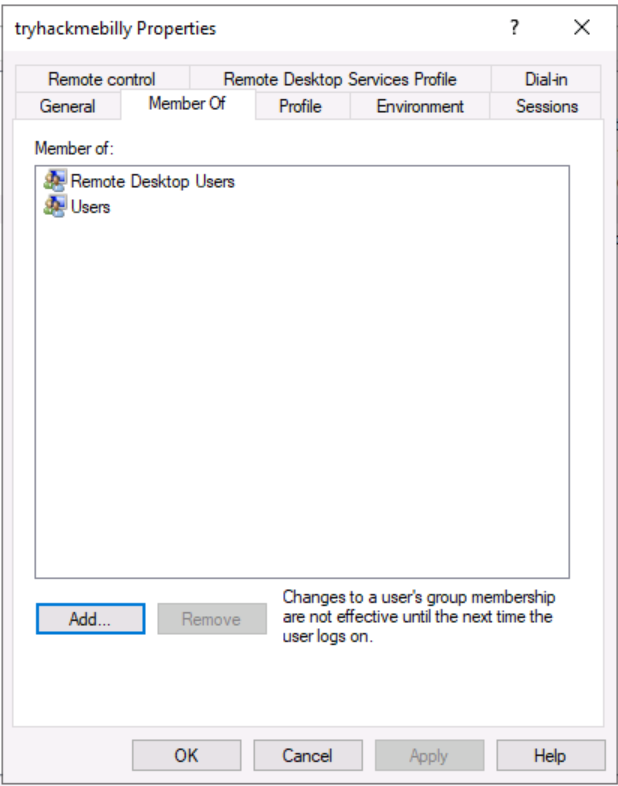 tryhackmebilly Properties
? X
Remote control Remote Desktop Services Profile Dial-in
General Member Of Profile Environment Sessions
Member of:
Remote Desktop Users
Users
Add... Remove
Changes to a user's group membership
are not effective until the next time the
user logs on.
OK Cancel Apply Help